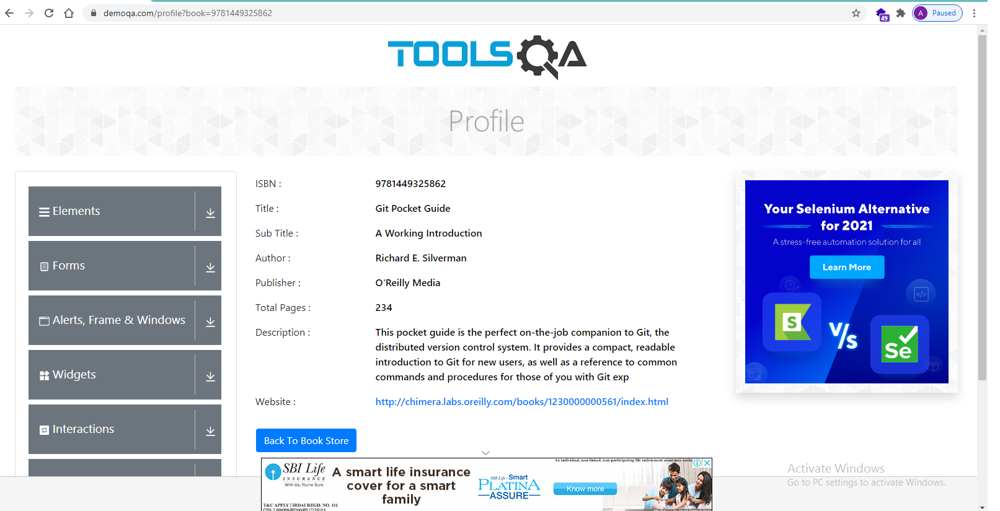 demoqa.com/profile?book=9781449325862
49
A
Paused
TOOLSQA
Profile
Elements
Forms
Alerts, Frame & Windows
Widgets
Interactions
ISBN : 9781449325862
Title : Git Pocket Guide
Sub Title : A Working Introduction
Author : Richard E. Silverman
Publisher : O'Reilly Media
Total Pages : 234
Description : This pocket guide is the perfect on-the-job companion to Git, the
distributed version control system. It provides a compact, readable
introduction to Git for new users, as well as a reference to common
commands and procedures for those of you with Git exp
Website : http://chimera.labs.oreilly.com/books/1230000000561/index.html
Back To Book Store
Your Selenium Alternative
for 2021
A stress-free automation solution for all
Learn More
S
V/s
Se
An individual, non-linked, non-participating life endowment assurance savin
SBI Life
INSURANCE
With Us, You're Sure
A smart life insurance
cover for a smart
family
SBI Life - Smart
PLATINA
ASSURE
Know more
T&C APPLY | IRDAI REGD. NO. 111
CIN: L99999MH2000PLC129113
Activate Windows
Go to PC settings to activate Windows.